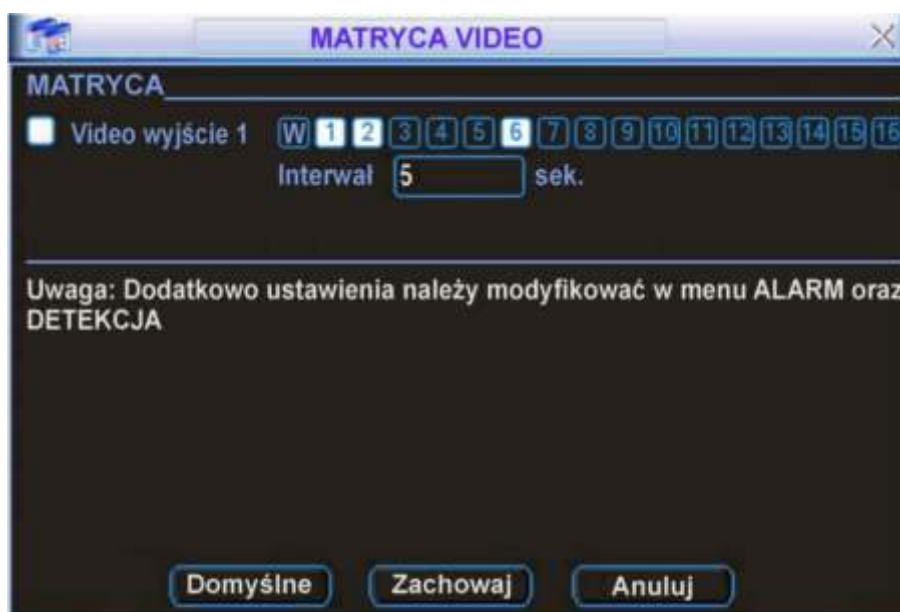 MATRYCA VIDEO
MATRYCA
Video wyjście 1 W 1 2 3 4 5 6 7 8 9 10 11 12 13 14 15 16
Interwał 5 sek.
Uwaga: Dodatkowo ustawienia należy modyfikować w menu ALARM oraz
DETEKCJA
Domyślne Zachowaj Anuluj